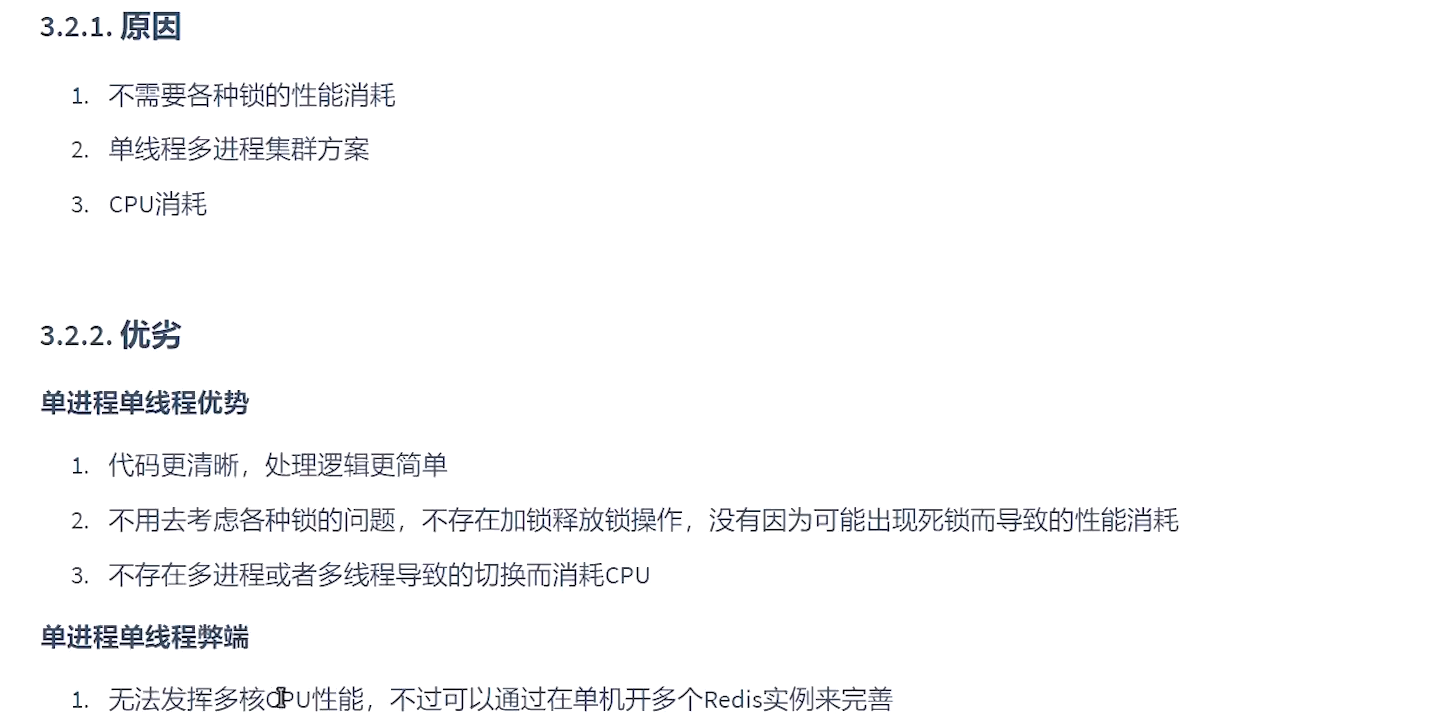 3.2.1. 原因
1. 不需要各种锁的性能消耗
2. 单线程多进程集群方案
3. CPU消耗
3.2.2. 优劣
单进程单线程优势
1. 代码更清晰，处理逻辑更简单
2. 不用去考虑各种锁的问题，不存在加锁释放锁操作，没有因为可能出现死锁而导致的性能消耗
3. 不存在多进程或者多线程导致的切换而消耗CPU
单进程单线程弊端
1. 无法发挥多核CPU性能，不过可以通过在单机开多个Redis实例来完善